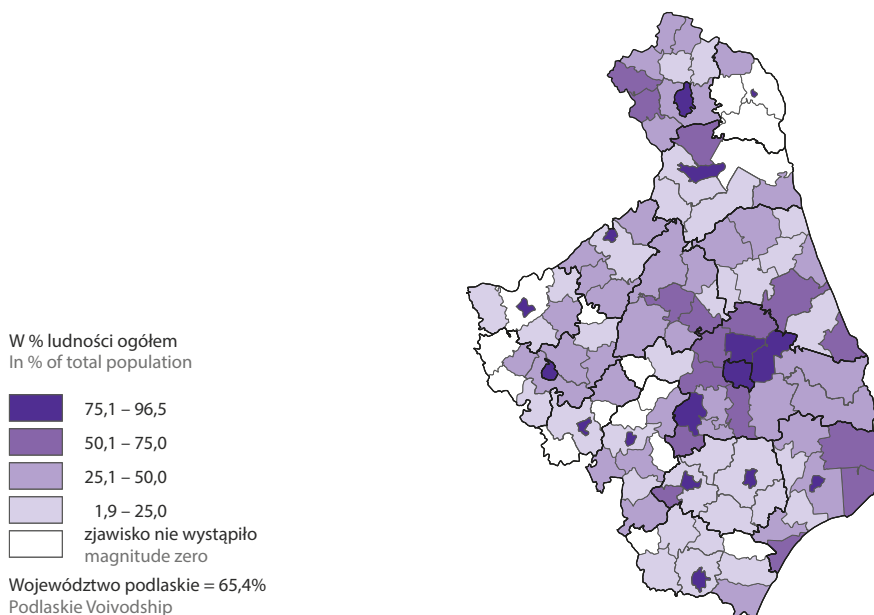 W % ludności ogółem
In % of total population
75,1 – 96,5
50,1 – 75,0
25,1 – 50,0
1,9 – 25,0
zjawisko nie wystąpiło
magnitude zero
Województwo podlaskie = 65,4%
Podlaskie Voivodship